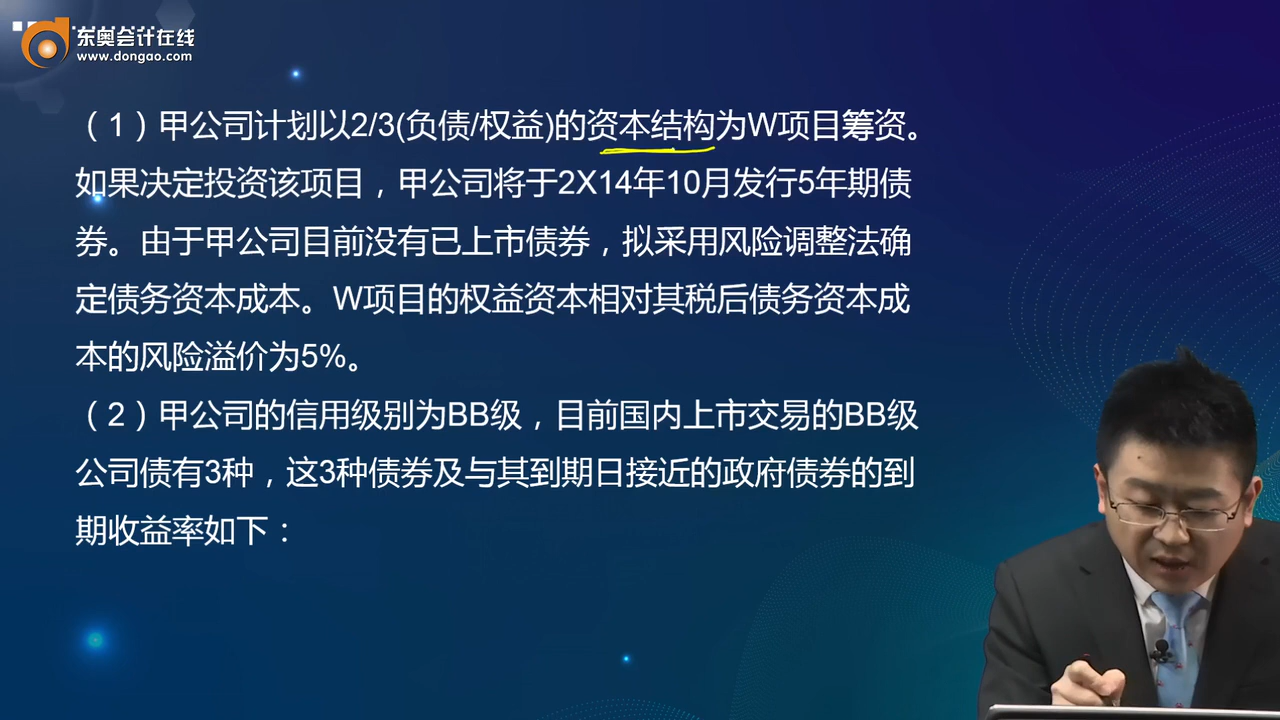 东奥会计在线
www.dongao.com
（1）甲公司计划以2/3(负债/权益)的资本结构为W项目筹资。
如果决定投资该项目，甲公司将于2X14年10月发行5年期债
券。由于甲公司目前没有已上市债券，拟采用风险调整法确
定债务资本成本。W项目的权益资本相对其税后债务资本成
本的风险溢价为5%。
（2）甲公司的信用级别为BB级，目前国内上市交易的BB级
公司债有3种，这3种债券及与其到期日接近的政府债券的到
期收益率如下：